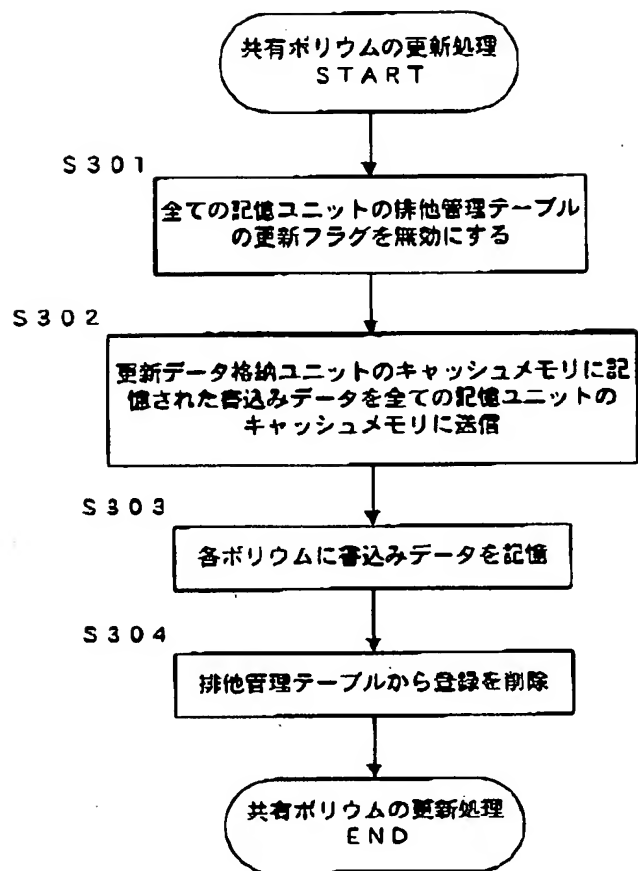 共有ボリウムの更新処理
START
S301
全ての記憶ユニットの排他管理テーブル
の更新フラグを無効にする
S302
更新データ格納ユニットのキャッシュメモリに記
憶された書込みデータを全ての記憶ユニットの
キャッシュメモリに送信
S303
各ボリウムに書込みデータを記憶
S304
排他管理テーブルから登録を削除
共有ボリウムの更新処理
END